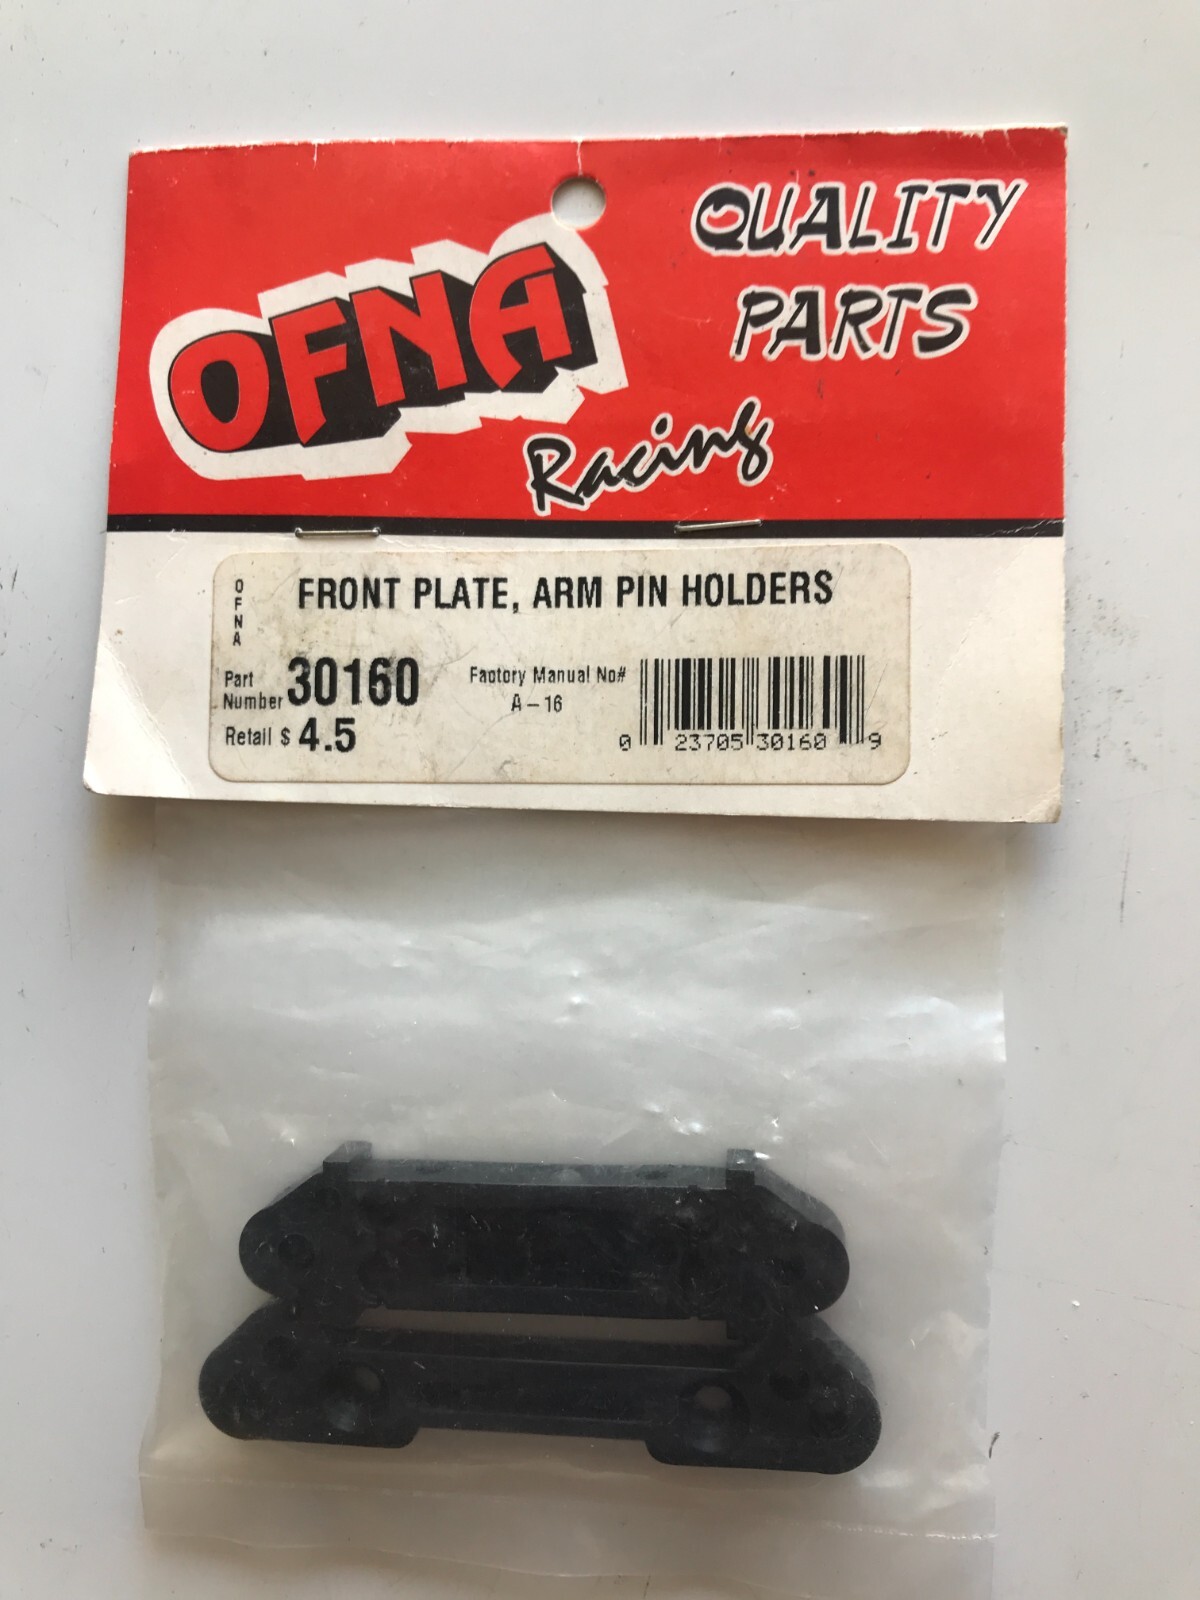 OFNA
Racing
QUALITY
PARTS
OFNA
FRONT PLATE, ARM PIN HOLDERS
Part
Number 30160
Retail $ 4.5
Factory Manual No#
A-16
0 23705 30160 9